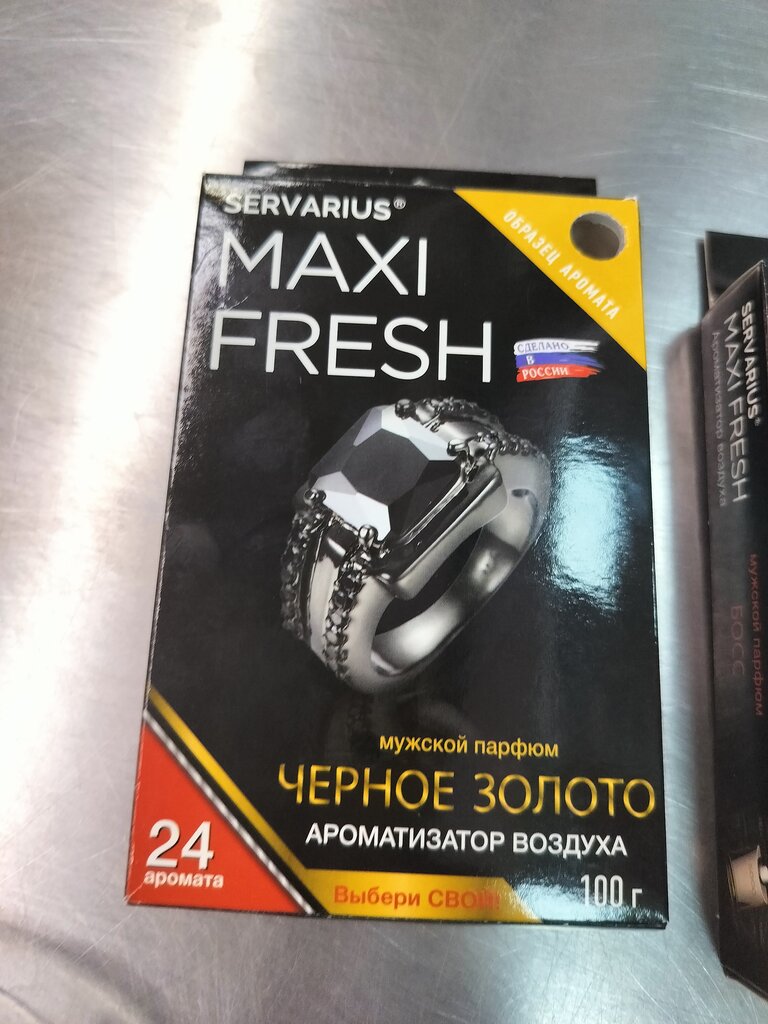 SERVARIUS®
MAXI
FRESH
ОБРАЗЕЦ АРОМАТА
СДЕЛАНО
В
РОССИИ
мужской парфюм
ЧЕРНОЕ ЗОЛОТО
АРОМАТИЗАТОР ВОЗДУХА
24
аромата
Выбери СВОЙ!
100 г
SERVARIUS®
MAXI FRESH
Ароматизатор воздуха
мужской парфюм
БОСС